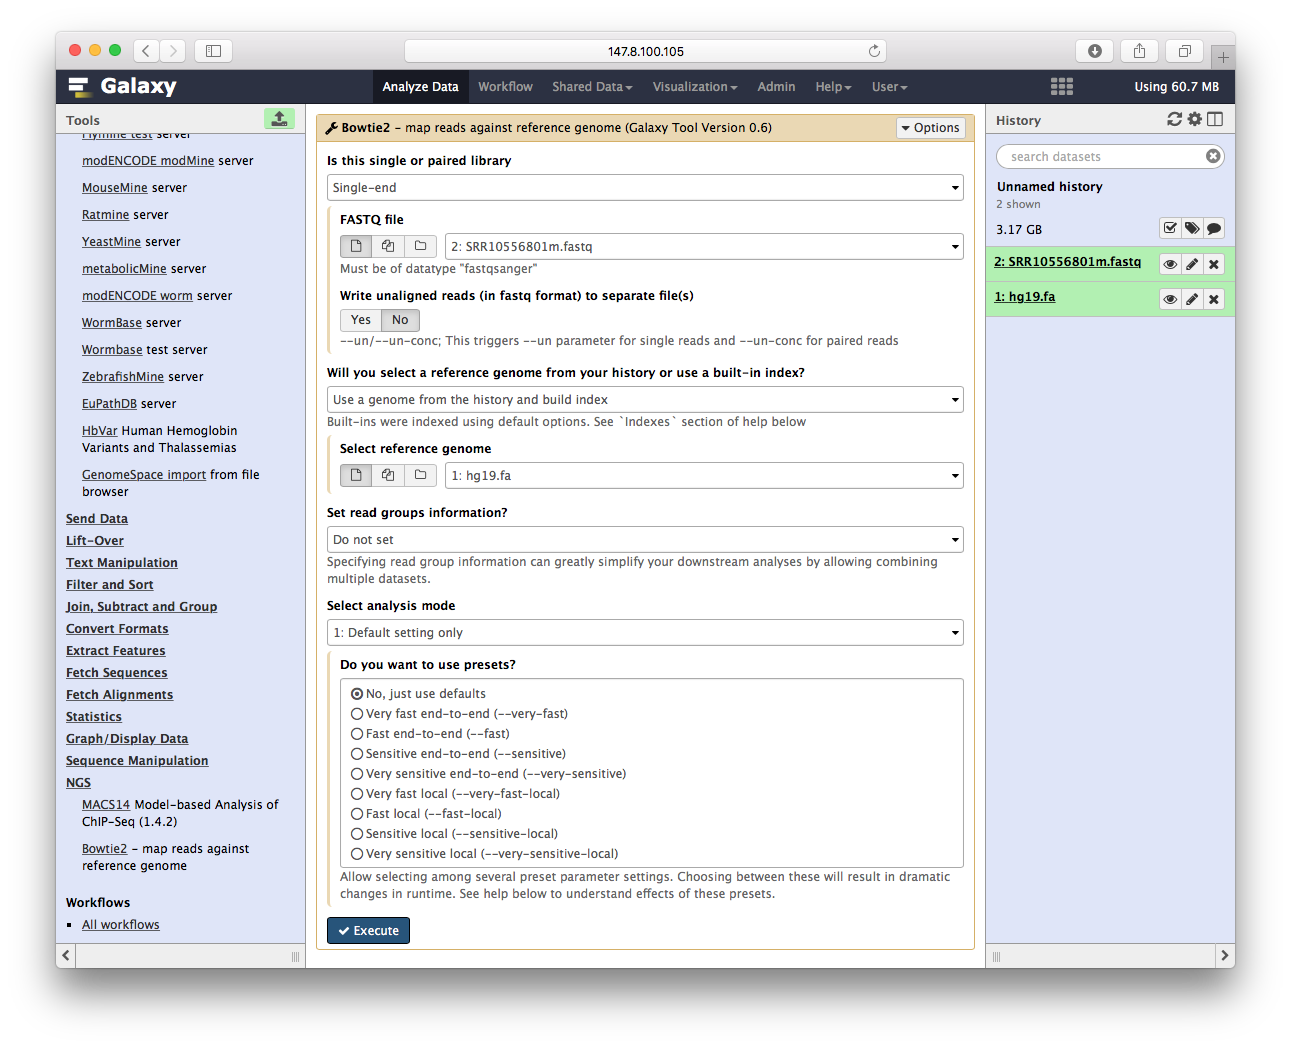 147.8.100.105
Galaxy
Analyze Data
Workflow
Shared Data
Visualization
Admin
Help
User
Using 60.7 MB
Tools
modENCODE modMine server
MouseMine server
Ratmine server
YeastMine server
metabolicMine server
modENCODE worm server
WormBase server
Wormbase test server
ZebrafishMine server
EuPathDB server
HbVar Human Hemoglobin
Variants and Thalassemias
GenomeSpace import from file
browser
Send Data
Lift-Over
Text Manipulation
Filter and Sort
Join, Subtract and Group
Convert Formats
Extract Features
Fetch Sequences
Fetch Alignments
Statistics
Graph/Display Data
Sequence Manipulation
NGS
MACS14 Model-based Analysis of
ChIP-Seq (1.4.2)
Bowtie2 - map reads against
reference genome
Workflows
All workflows
Bowtie2 - map reads against reference genome (Galaxy Tool Version 0.6)
Options
Is this single or paired library
Single-end
FASTQ file
2: SRR10556801m.fastq
Must be of datatype "fastqsanger"
Write unaligned reads (in fastq format) to separate file(s)
Yes No
--un/--un-conc; This triggers --un parameter for single reads and --un-conc for paired reads
Will you select a reference genome from your history or use a built-in index?
Use a genome from the history and build index
Built-ins were indexed using default options. See `Indexes` section of help below
Select reference genome
1: hg19.fa
Set read groups information?
Do not set
Specifying read group information can greatly simplify your downstream analyses by allowing combining
multiple datasets.
Select analysis mode
1: Default setting only
Do you want to use presets?
No, just use defaults
Very fast end-to-end (--very-fast)
Fast end-to-end (--fast)
Sensitive end-to-end (--sensitive)
Very sensitive end-to-end (--very-sensitive)
Very fast local (--very-fast-local)
Fast local (--fast-local)
Sensitive local (--sensitive-local)
Very sensitive local (--very-sensitive-local)
Allow selecting among several preset parameter settings. Choosing between these will result in dramatic
changes in runtime. See help below to understand effects of these presets.
Execute
History
search datasets
Unnamed history
2 shown
3.17 GB
2: SRR10556801m.fastq
1: hg19.fa